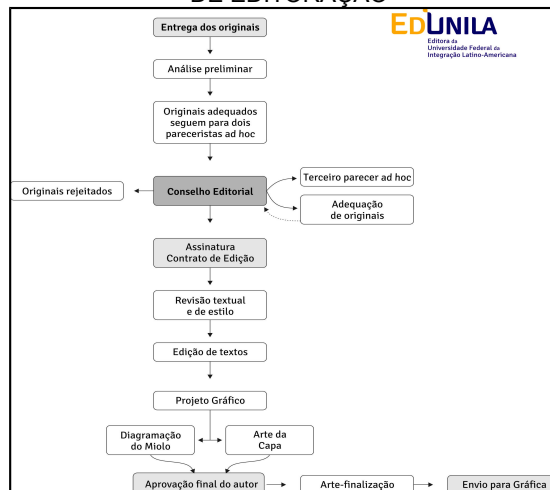 DE EDITORAÇÃO
EDUNILA
Editora da
Universidade Federal da
Integração Latino-Americana
Entrega dos originais
Análise preliminar
Originais adequados
seguem para dois
pareceristas ad hoc
Originais rejeitados
Conselho Editorial
Terceiro parecer ad hoc
Adequação
de originais
Assinatura
Contrato de Edição
Revisão textual
e de estilo
Edição de textos
Projeto Gráfico
Diagramação
do Miolo
Arte da
Capa
Aprovação final do autor
Arte-finalização
Envio para Gráfica